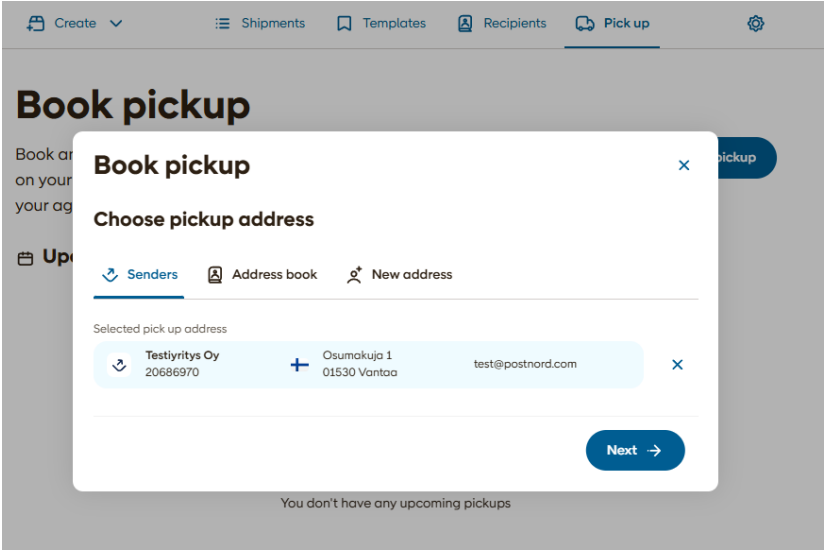 Create
Shipments
Templates
Recipients
Pick up
Book pickup
Book
on your
your ag
pickup
Book pickup
Choose pickup address
Senders
Address book
New address
Selected pick up address
Testiyritys Oy
20686970
Osumakuja 1
01530 Vantaa
test@postnord.com
Next
You don't have any upcoming pickups